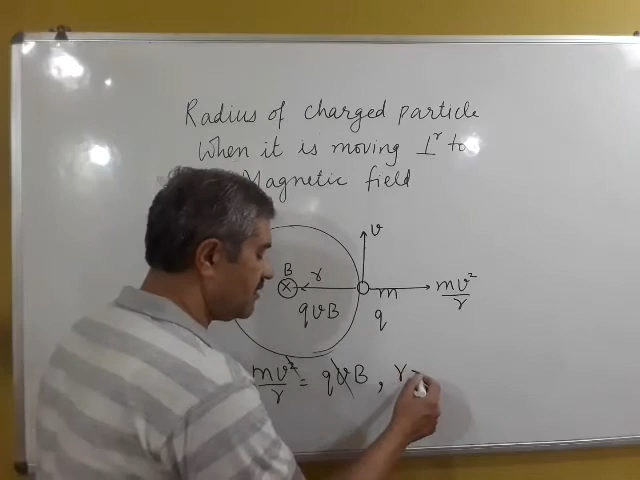 Radius of charged particle
When it is moving ⊥ʳ to
Magnetic field
v
B r mv²/r
⊗ m
qvB q
mv²/r = qvB, r =